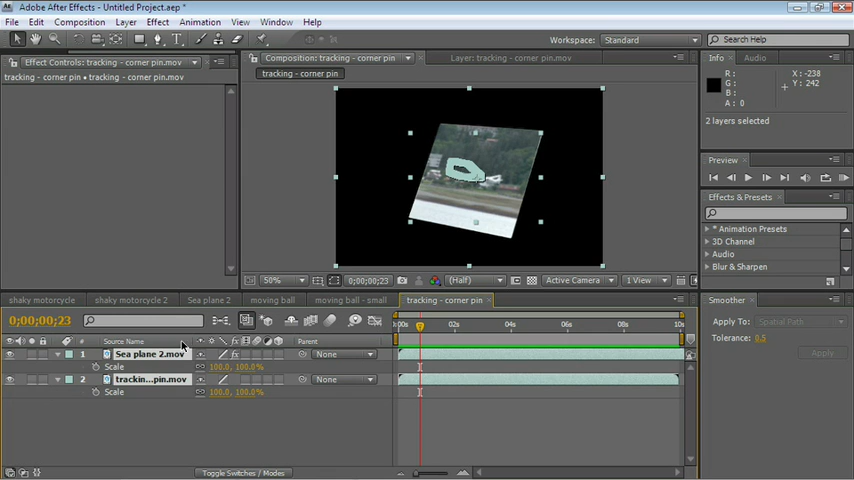 Adobe After Effects - Untitled Project.aep *
File Edit Composition Layer Effect Animation View Window Help
Workspace: Standard
Search Help
Effect Controls: tracking - corner pin.mov
Composition: tracking - corner pin
Layer: tracking - corner pin.mov
Info
Audio
tracking - corner pin • tracking - corner pin.mov
tracking - corner pin
R:
G:
B:
A: 0
X: -238
Y: 242
2 layers selected
Preview
Effects & Presets
* Animation Presets
3D Channel
Audio
Blur & Sharpen
50%
0;00;00;23
(Half)
Active Camera
1 View
shaky motorcycle
shaky motorcycle 2
Sea plane 2
moving ball
moving ball - small
tracking - corner pin
Smoother
0;00;00;23
:00s 02s 04s 06s 08s 10s
Apply To: Spatial Path
Tolerance: 0.5
Apply
# Source Name Parent
1 Sea plane 2.mov None
Scale 100.0, 100.0%
2 trackin...pin.mov None
Scale 100.0, 100.0%
Toggle Switches / Modes